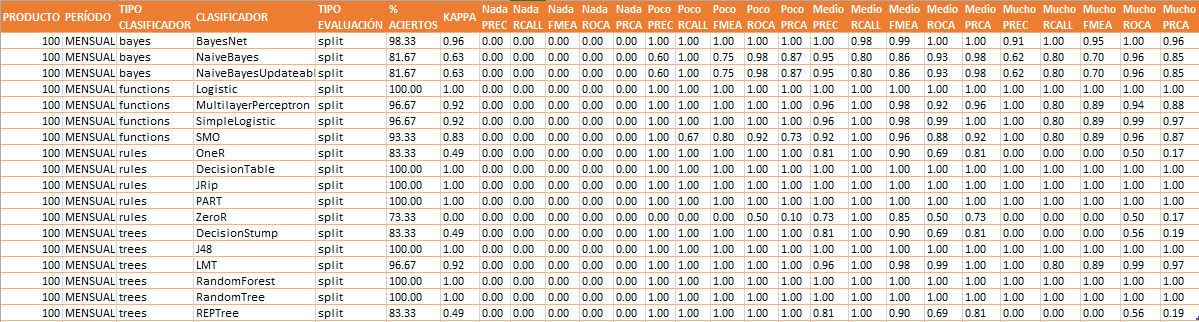 PRODUCTO PERÍODO TIPO CLASIFICADOR CLASIFICADOR TIPO EVALUACIÓN % ACIERTOS KAPPA Nada PREC Nada RCALL Nada FMEA Nada ROCA Nada PRCA Poco PREC Poco RCALL Poco FMEA Poco ROCA Poco PRCA Medio PREC Medio RCALL Medio FMEA Medio ROCA Medio PRCA Mucho PREC Mucho RCALL Mucho FMEA Mucho ROCA Mucho PRCA
100 MENSUAL bayes BayesNet split 98.33 0.96 0.00 0.00 0.00 0.00 0.00 1.00 1.00 1.00 1.00 1.00 1.00 0.98 0.99 1.00 1.00 0.91 1.00 0.95 1.00 0.96
100 MENSUAL bayes NaiveBayes split 81.67 0.63 0.00 0.00 0.00 0.00 0.00 0.60 1.00 0.75 0.98 0.87 0.95 0.80 0.86 0.93 0.98 0.62 0.80 0.70 0.96 0.85
100 MENSUAL bayes NaiveBayesUpdateabl split 81.67 0.63 0.00 0.00 0.00 0.00 0.00 0.60 1.00 0.75 0.98 0.87 0.95 0.80 0.86 0.93 0.98 0.62 0.80 0.70 0.96 0.85
100 MENSUAL functions Logistic split 100.00 1.00 0.00 0.00 0.00 0.00 0.00 1.00 1.00 1.00 1.00 1.00 1.00 1.00 1.00 1.00 1.00 1.00 1.00 1.00 1.00 1.00
100 MENSUAL functions MultilayerPerceptron split 96.67 0.92 0.00 0.00 0.00 0.00 0.00 1.00 1.00 1.00 1.00 1.00 0.96 1.00 0.98 0.92 0.96 1.00 0.80 0.89 0.94 0.88
100 MENSUAL functions SimpleLogistic split 96.67 0.92 0.00 0.00 0.00 0.00 0.00 1.00 1.00 1.00 1.00 1.00 0.96 1.00 0.98 0.99 1.00 1.00 0.80 0.89 0.99 0.97
100 MENSUAL functions SMO split 93.33 0.83 0.00 0.00 0.00 0.00 0.00 1.00 0.67 0.80 0.92 0.73 0.92 1.00 0.96 0.88 0.92 1.00 0.80 0.89 0.96 0.87
100 MENSUAL rules OneR split 83.33 0.49 0.00 0.00 0.00 0.00 0.00 1.00 1.00 1.00 1.00 1.00 0.81 1.00 0.90 0.69 0.81 0.00 0.00 0.00 0.50 0.17
100 MENSUAL rules DecisionTable split 100.00 1.00 0.00 0.00 0.00 0.00 0.00 1.00 1.00 1.00 1.00 1.00 1.00 1.00 1.00 1.00 1.00 1.00 1.00 1.00 1.00 1.00
100 MENSUAL rules JRip split 100.00 1.00 0.00 0.00 0.00 0.00 0.00 1.00 1.00 1.00 1.00 1.00 1.00 1.00 1.00 1.00 1.00 1.00 1.00 1.00 1.00 1.00
100 MENSUAL rules PART split 100.00 1.00 0.00 0.00 0.00 0.00 0.00 1.00 1.00 1.00 1.00 1.00 1.00 1.00 1.00 1.00 1.00 1.00 1.00 1.00 1.00 1.00
100 MENSUAL rules ZeroR split 73.33 0.00 0.00 0.00 0.00 0.00 0.00 0.00 0.00 0.00 0.50 0.10 0.73 1.00 0.85 0.50 0.73 0.00 0.00 0.00 0.50 0.17
100 MENSUAL trees DecisionStump split 83.33 0.49 0.00 0.00 0.00 0.00 0.00 1.00 1.00 1.00 1.00 1.00 0.81 1.00 0.90 0.69 0.81 0.00 0.00 0.00 0.56 0.19
100 MENSUAL trees J48 split 100.00 1.00 0.00 0.00 0.00 0.00 0.00 1.00 1.00 1.00 1.00 1.00 1.00 1.00 1.00 1.00 1.00 1.00 1.00 1.00 1.00 1.00
100 MENSUAL trees LMT split 96.67 0.92 0.00 0.00 0.00 0.00 0.00 1.00 1.00 1.00 1.00 1.00 0.96 1.00 0.98 0.99 1.00 1.00 0.80 0.89 0.99 0.97
100 MENSUAL trees RandomForest split 100.00 1.00 0.00 0.00 0.00 0.00 0.00 1.00 1.00 1.00 1.00 1.00 1.00 1.00 1.00 1.00 1.00 1.00 1.00 1.00 1.00 1.00
100 MENSUAL trees RandomTree split 100.00 1.00 0.00 0.00 0.00 0.00 0.00 1.00 1.00 1.00 1.00 1.00 1.00 1.00 1.00 1.00 1.00 1.00 1.00 1.00 1.00 1.00
100 MENSUAL trees REPTree split 83.33 0.49 0.00 0.00 0.00 0.00 0.00 1.00 1.00 1.00 1.00 1.00 0.81 1.00 0.90 0.69 0.81 0.00 0.00 0.00 0.56 0.19